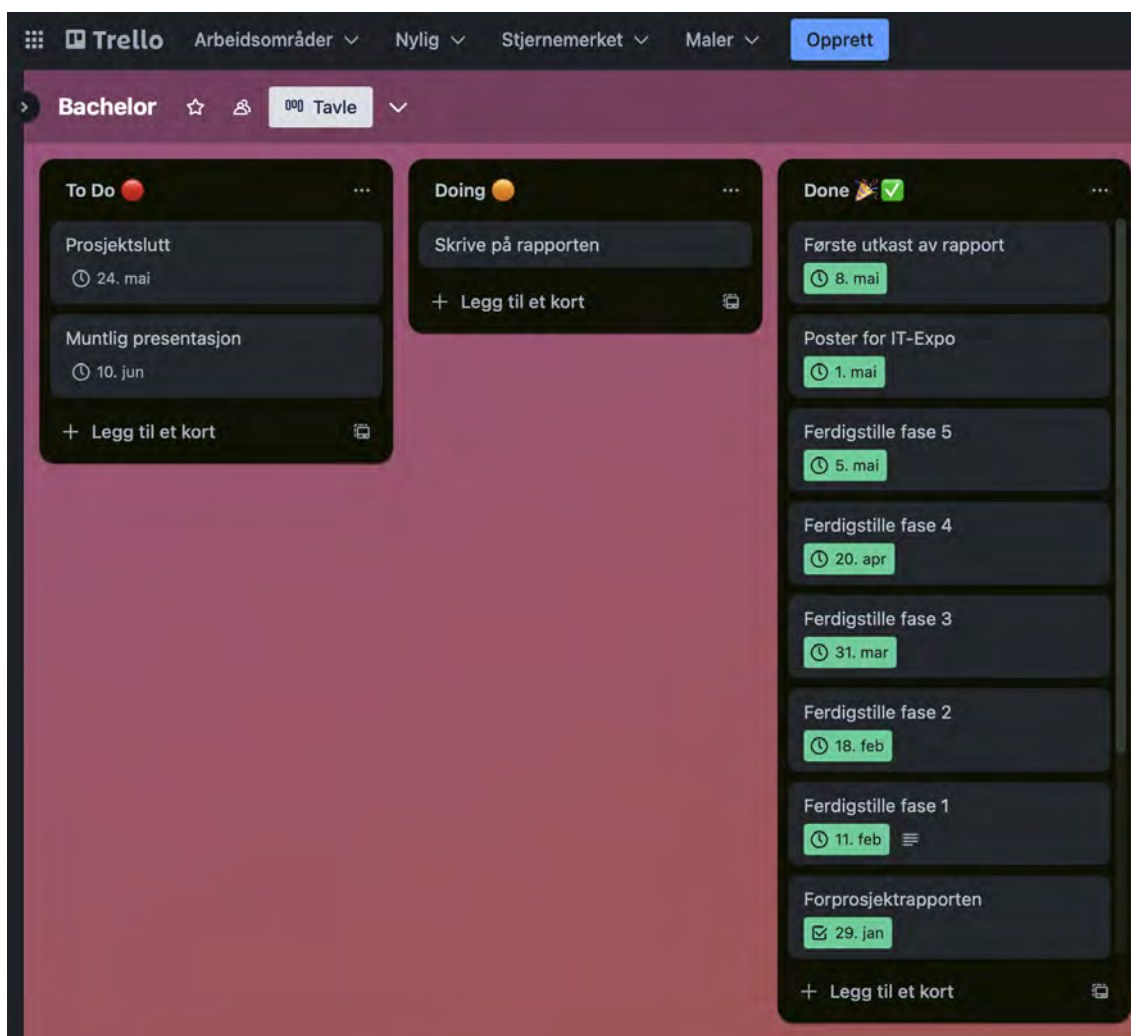 Trello Arbeidsområder Nylig Stjernemerket Maler Opprett
Bachelor Tavle
To Do
Prosjektslutt
24. mai
Muntlig presentasjon
10. jun
+ Legg til et kort
Doing
Skrive på rapporten
+ Legg til et kort
Done
Første utkast av rapport
8. mai
Poster for IT-Expo
1. mai
Ferdigstille fase 5
5. mai
Ferdigstille fase 4
20. apr
Ferdigstille fase 3
31. mar
Ferdigstille fase 2
18. feb
Ferdigstille fase 1
11. feb
Forprosjektrapporten
29. jan
+ Legg til et kort